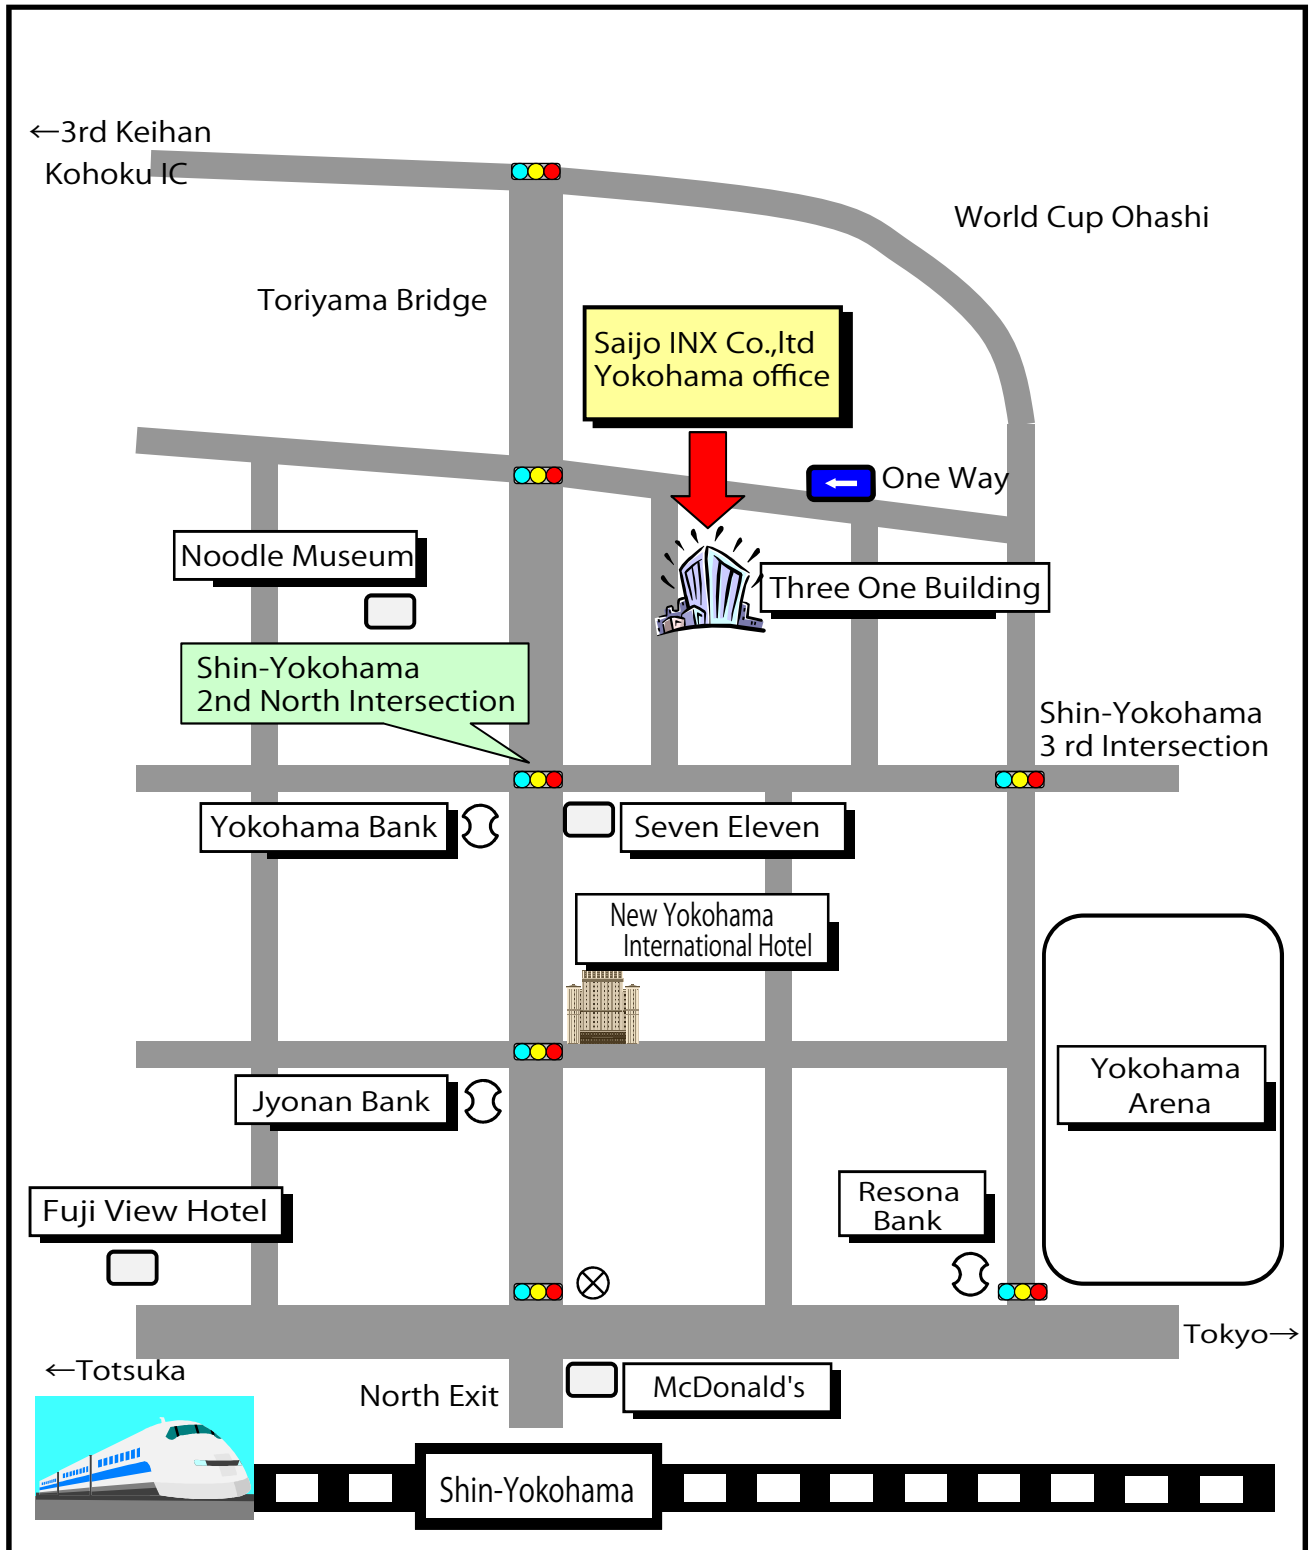 ←3rd Keihan
Kohoku IC
World Cup Ohashi
Toriyama Bridge
Saijo INX Co.,ltd
Yokohama office
← One Way
Noodle Museum
Three One Building
Shin-Yokohama
2nd North Intersection
Shin-Yokohama
3 rd Intersection
Yokohama Bank
Seven Eleven
New Yokohama
International Hotel
Yokohama
Arena
Jyonan Bank
Resona
Bank
Fuji View Hotel
Tokyo→
←Totsuka
North Exit
McDonald's
Shin-Yokohama